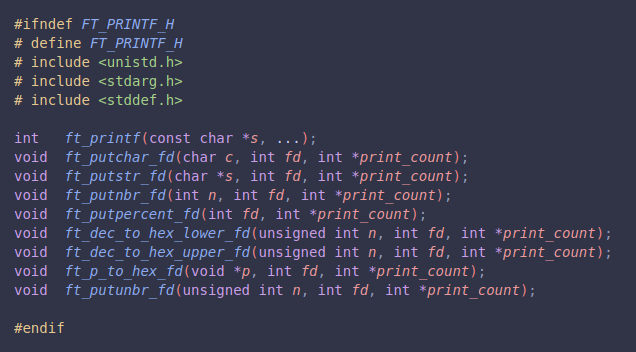 #ifndef FT_PRINTF_H
# define FT_PRINTF_H
# include <unistd.h>
# include <stdarg.h>
# include <stddef.h>
int ft_printf(const char *s, ...);
void ft_putchar_fd(char c, int fd, int *print_count);
void ft_putstr_fd(char *s, int fd, int *print_count);
void ft_putnbr_fd(int n, int fd, int *print_count);
void ft_putpercent_fd(int fd, int *print_count);
void ft_dec_to_hex_lower_fd(unsigned int n, int fd, int *print_count);
void ft_dec_to_hex_upper_fd(unsigned int n, int fd, int *print_count);
void ft_p_to_hex_fd(void *p, int fd, int *print_count);
void ft_putunbr_fd(unsigned int n, int fd, int *print_count);
#endif